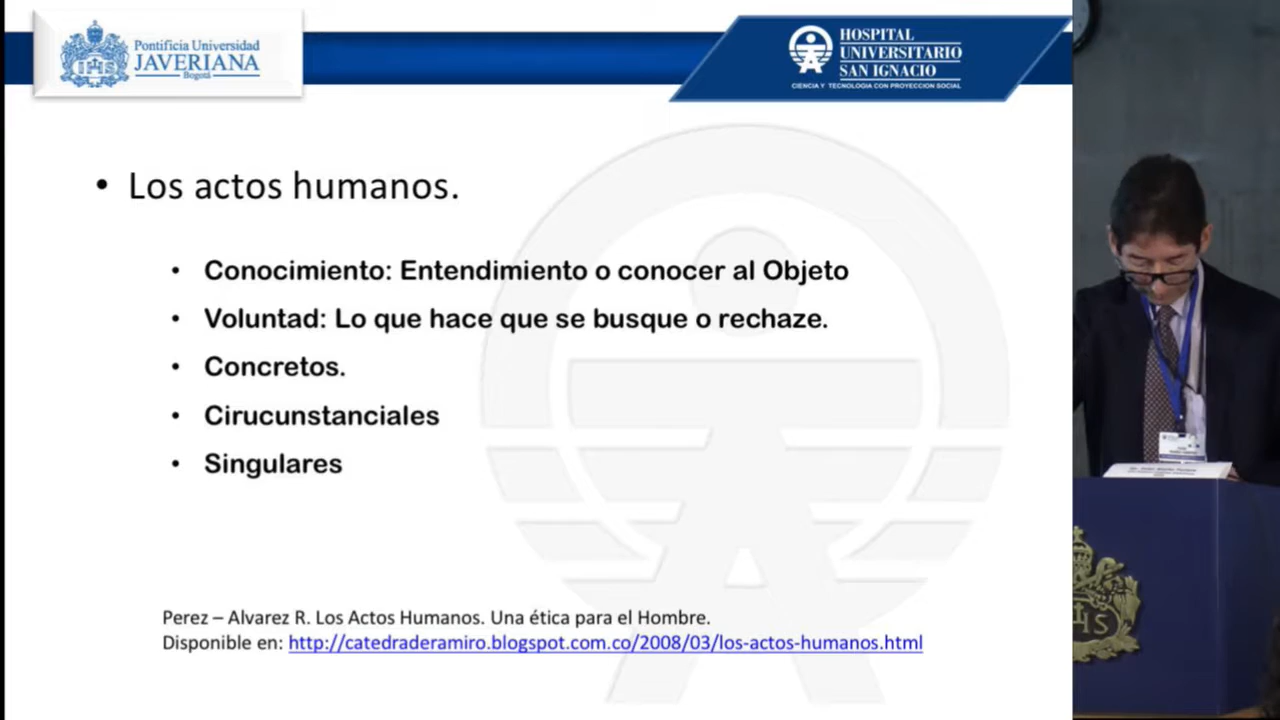 Pontificia Universidad
JAVERIANA
Bogotá
HOSPITAL
UNIVERSITARIO
SAN IGNACIO
CIENCIA Y TECNOLOGIA CON PROYECCION SOCIAL
• Los actos humanos.
• Conocimiento: Entendimiento o conocer al Objeto
• Voluntad: Lo que hace que se busque o rechaze.
• Concretos.
• Cirucunstanciales
• Singulares
Perez – Alvarez R. Los Actos Humanos. Una ética para el Hombre.
Disponible en: http://catedraderamiro.blogspot.com.co/2008/03/los-actos-humanos.html